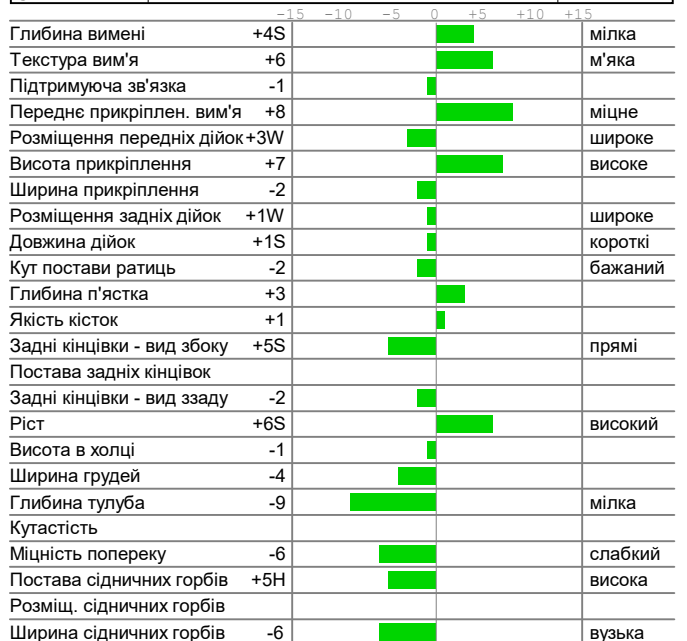 -15 -10 -5 0 +5 +10 +15
Глибина вимені +4S мілка
Текстура вим'я +6 м'яка
Підтримуюча зв'язка -1
Переднє прикріплен. вим'я +8 міцне
Розміщення передніх дійок +3W широке
Висота прикріплення +7 високе
Ширина прикріплення -2
Розміщення задніх дійок +1W широке
Довжина дійок +1S короткі
Кут постави ратиць -2 бажаний
Глибина п'ястка +3
Якість кісток +1
Задні кінцівки - вид збоку +5S прямі
Постава задніх кінцівок
Задні кінцівки - вид ззаду -2
Ріст +6S високий
Висота в холці -1
Ширина грудей -4
Глибина тулуба -9 мілка
Кутастість
Міцність попереку -6 слабкий
Постава сідничних горбів +5H висока
Розміщ. сідничних горбів
Ширина сідничних горбів -6 вузька